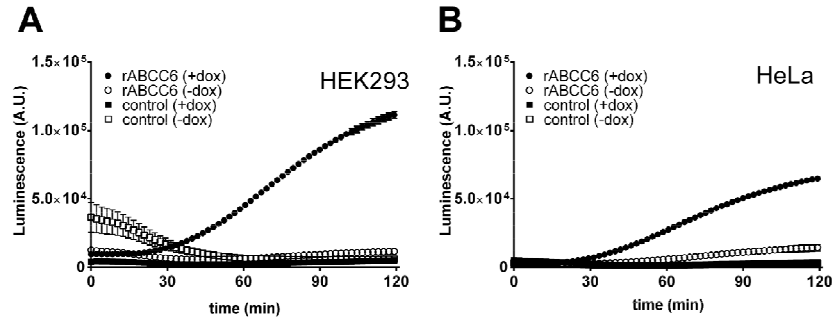 A
Luminescence (A.U.)
1.5×10⁵
1.0×10⁵
5.0×10⁴
0
rABCC6 (+dox)
rABCC6 (-dox)
control (+dox)
control (-dox)
HEK293
0 30 60 90 120
time (min)
B
Luminescence (A.U.)
1.5×10⁵
1.0×10⁵
5.0×10⁴
0
rABCC6 (+dox)
rABCC6 (-dox)
control (+dox)
control (-dox)
HeLa
0 30 60 90 120
time (min)